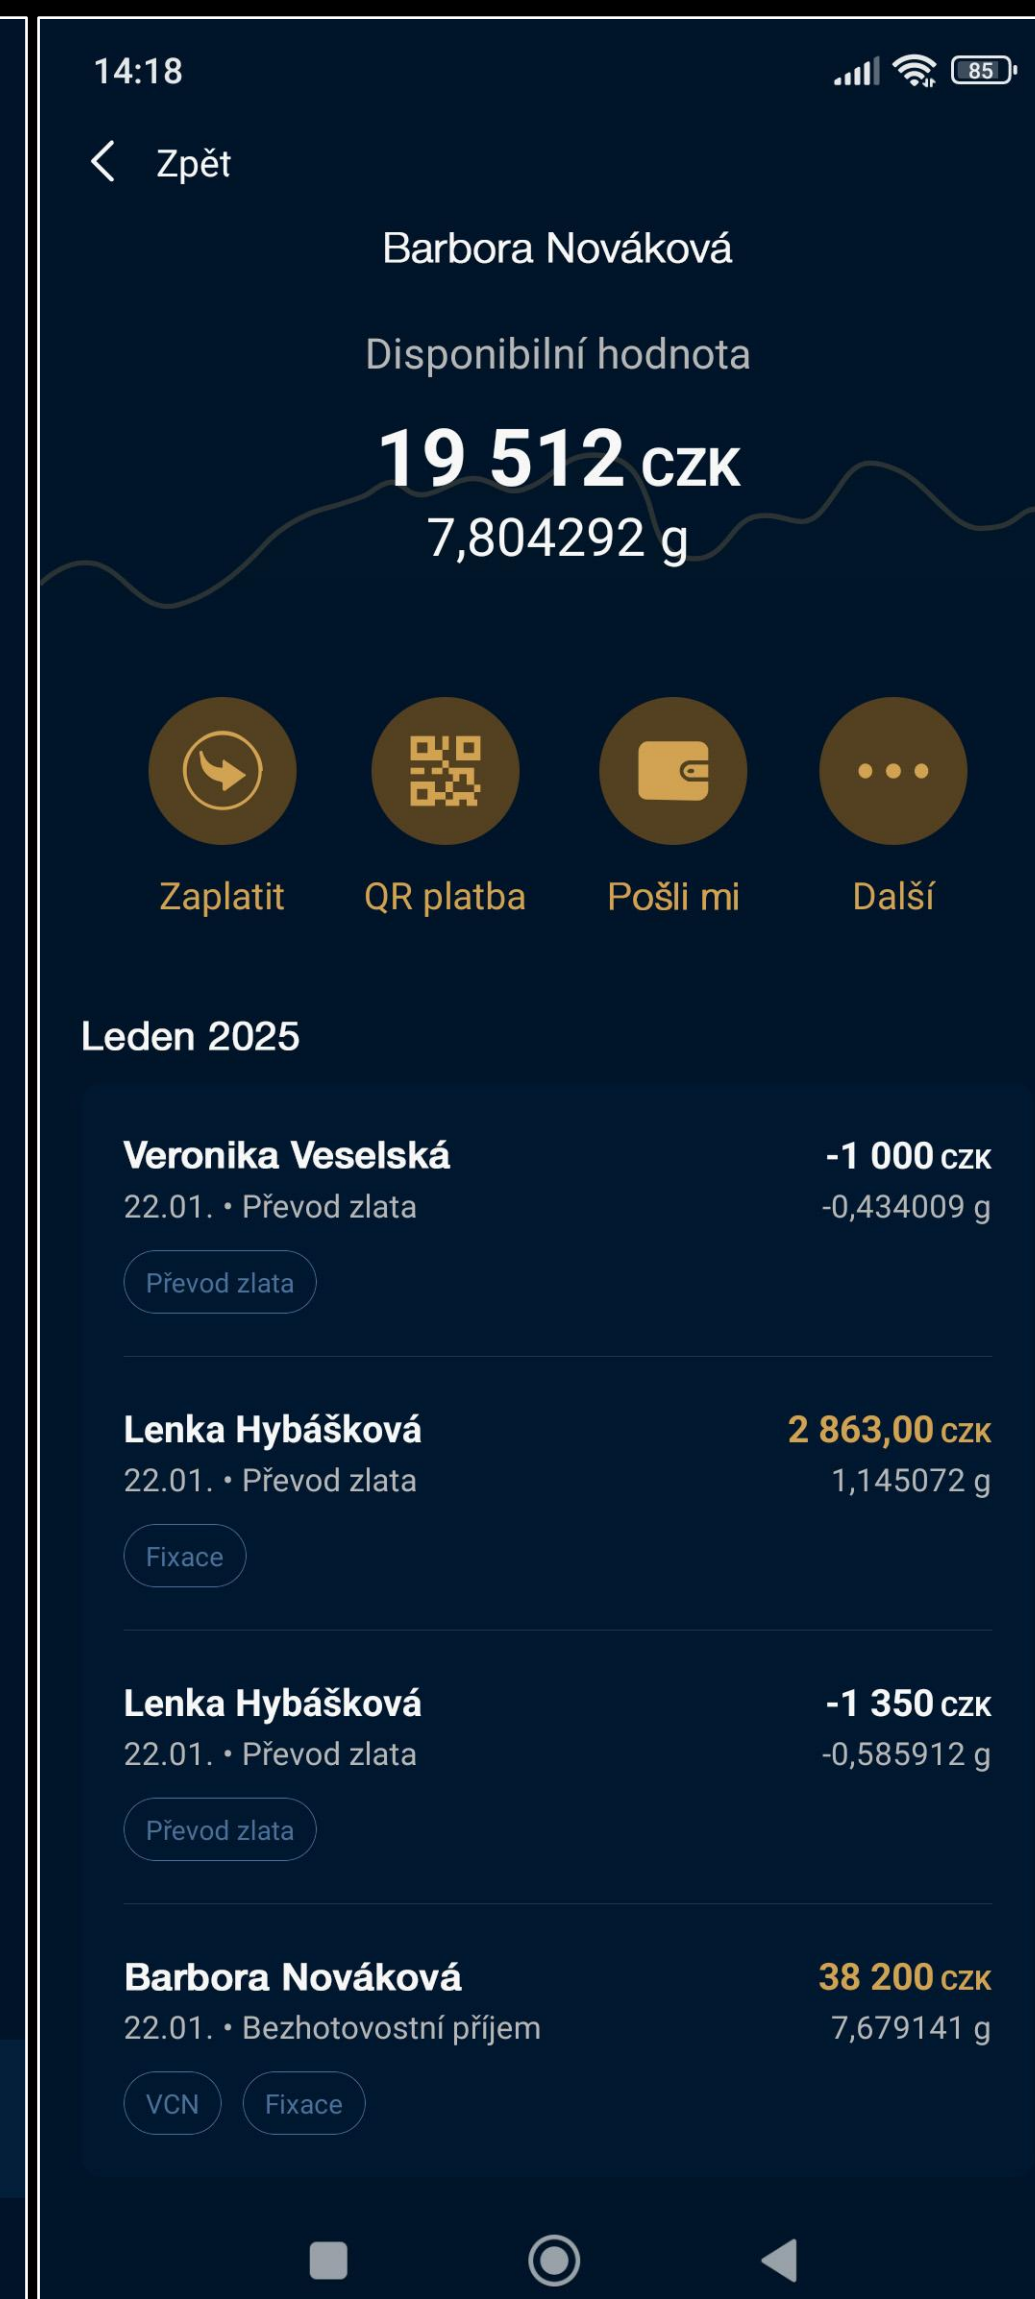 14:18
85
Zpět
Barbora Nováková
Disponibilní hodnota
19 512 CZK
7,804292 g
Zaplatit
QR platba
Pošli mi
Další
Leden 2025
Veronika Veselská
-1 000 CZK
22.01. • Převod zlata
-0,434009 g
Převod zlata
Lenka Hybášková
2 863,00 CZK
22.01. • Převod zlata
1,145072 g
Fixace
Lenka Hybášková
-1 350 CZK
22.01. • Převod zlata
-0,585912 g
Převod zlata
Barbora Nováková
38 200 CZK
22.01. • Bezhotovostní příjem
7,679141 g
VCN
Fixace